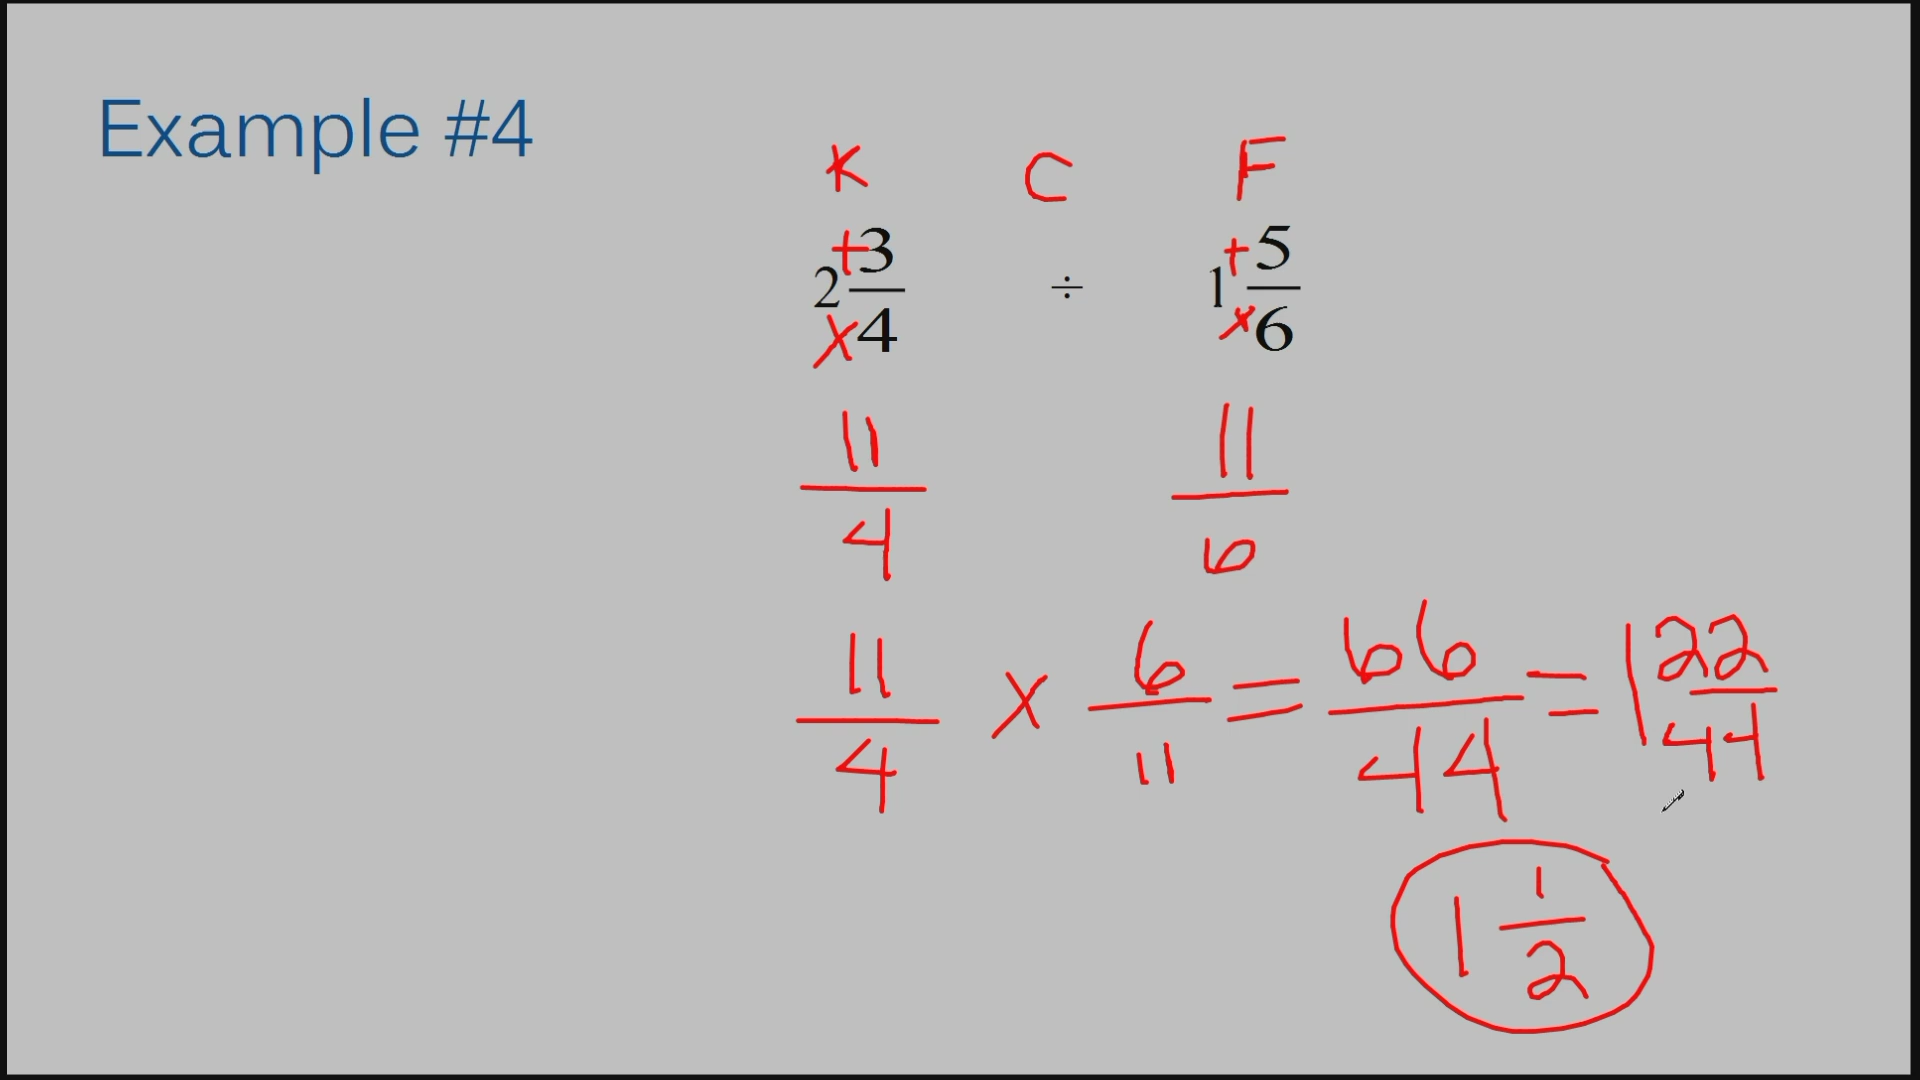 Example #4
K C F
2 + 3/4 ÷ 1 + 5/6
x x
11/4 11/6
11/4 x 6/11 = 66/44 = 1 22/44
1 1/2